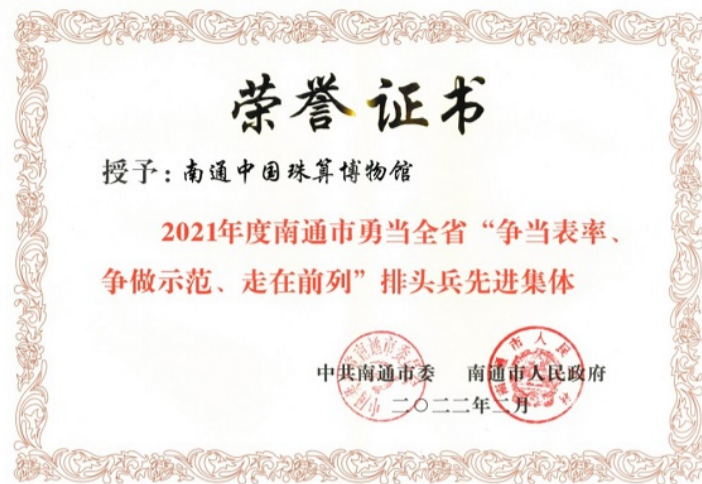 荣誉证书
授予：南通中国珠算博物馆
2021年度南通市勇当全省“争当表率、
争做示范、走在前列”排头兵先进集体
中共南通市委 南通市人民政府
二〇二二年二月